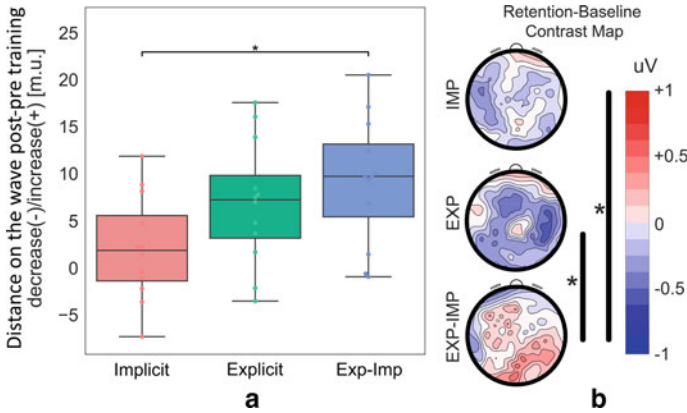 Distance on the wave post-pre training
decrease(-)/increase(+) [m.u.]
25
20
15
10
5
0
−5
*
Implicit
Explicit
Exp-Imp
a
Retention-Baseline
Contrast Map
IMP
EXP
EXP-IMP
*
*
uV
+1
+0.5
0
-0.5
-1
b